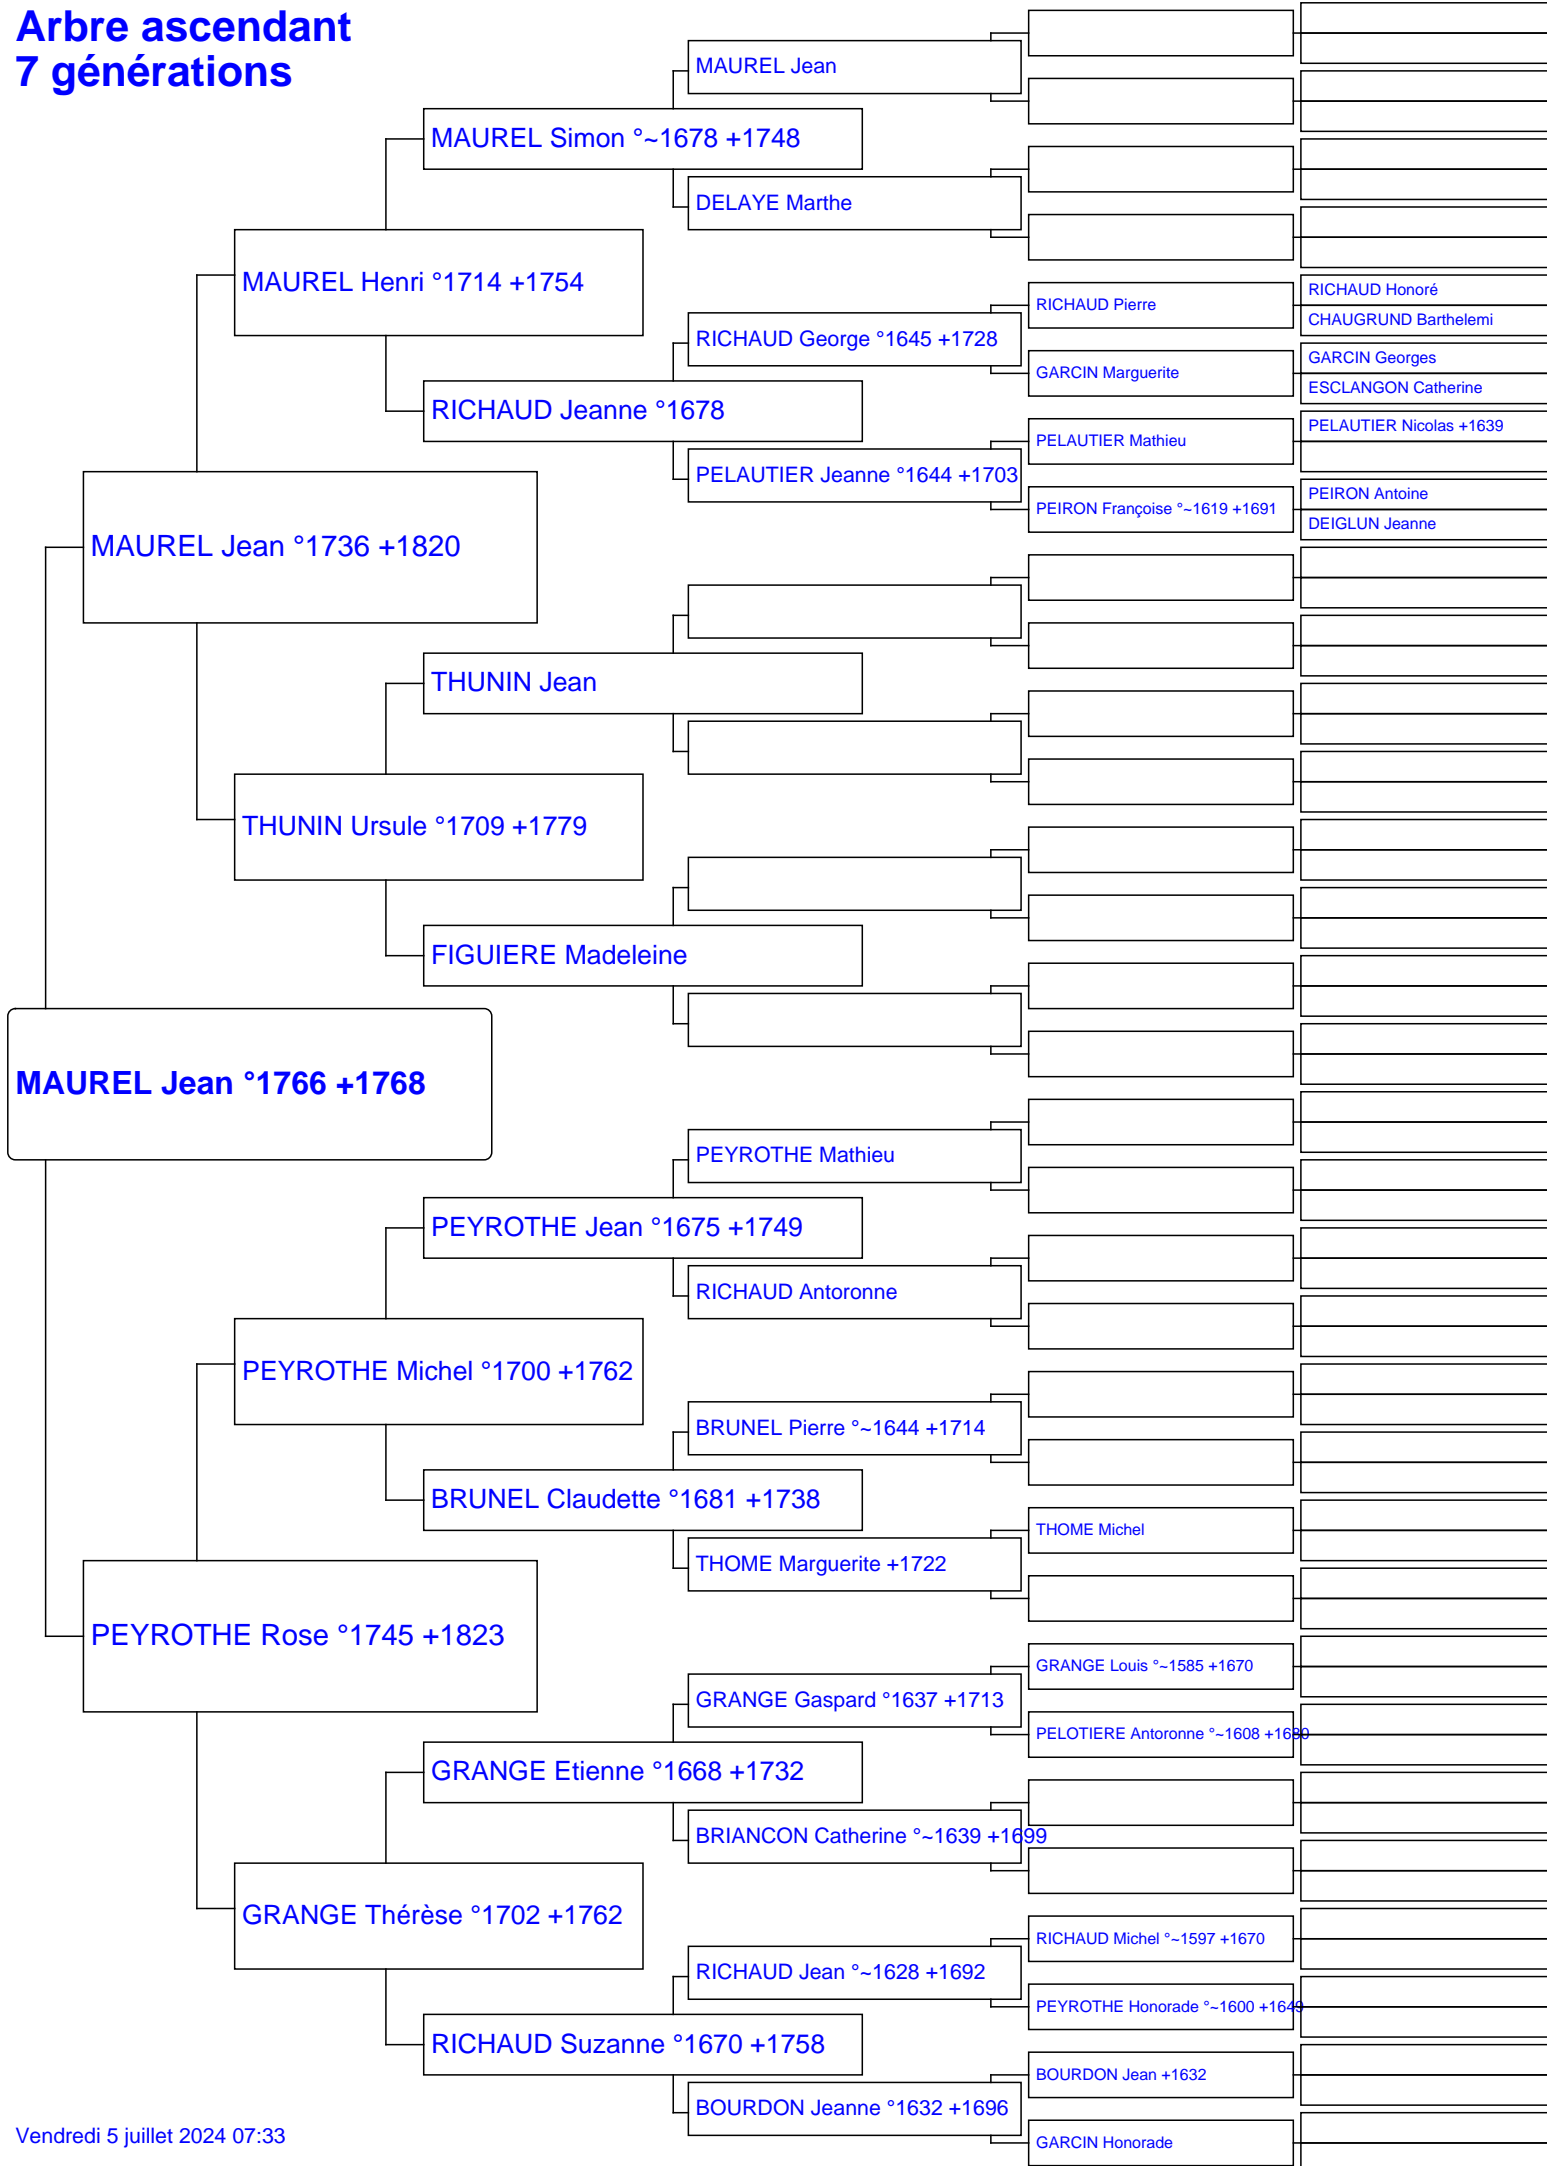 Arbre ascendant
7 générations
MAUREL Jean
MAUREL Simon °~1678 +1748
DELAYE Marthe
MAUREL Henri °1714 +1754
RICHAUD Honoré
RICHAUD Pierre
CHAUGRUND Barthelemi
RICHAUD George °1645 +1728
GARCIN Georges
GARCIN Marguerite
ESCLANGON Catherine
RICHAUD Jeanne °1678
PELAUTIER Nicolas +1639
PELAUTIER Mathieu
PELAUTIER Jeanne °1644 +1703
PEIRON Antoine
PEIRON Françoise °~1619 +1691
DEIGLUN Jeanne
MAUREL Jean °1736 +1820
THUNIN Jean
THUNIN Ursule °1709 +1779
FIGUIERE Madeleine
MAUREL Jean °1766 +1768
PEYROTHE Mathieu
PEYROTHE Jean °1675 +1749
RICHAUD Antoronne
PEYROTHE Michel °1700 +1762
BRUNEL Pierre °~1644 +1714
BRUNEL Claudette °1681 +1738
THOME Michel
THOME Marguerite +1722
PEYROTHE Rose °1745 +1823
GRANGE Louis °~1585 +1670
GRANGE Gaspard °1637 +1713
PELOTIERE Antoronne °~1608 +1680
GRANGE Etienne °1668 +1732
BRIANCON Catherine °~1639 +1699
GRANGE Thérèse °1702 +1762
RICHAUD Michel °~1597 +1670
RICHAUD Jean °~1628 +1692
PEYROTHE Honorade °~1600 +1649
RICHAUD Suzanne °1670 +1758
BOURDON Jean +1632
BOURDON Jeanne °1632 +1696
GARCIN Honorade
Vendredi 5 juillet 2024 07:33